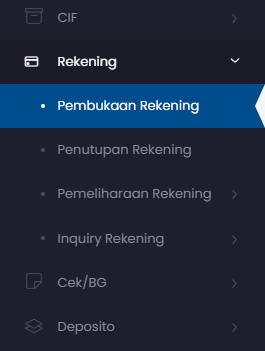 CIF
Rekening
Pembukaan Rekening
Penutupan Rekening
Pemeliharaan Rekening
Inquiry Rekening
Cek/BG
Deposito